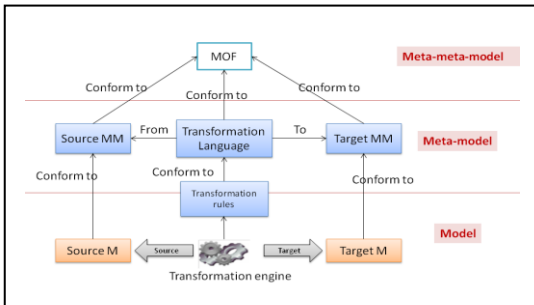 MOF
Meta-meta-model
Conform to
Conform to
Conform to
Source MM
From
Transformation
Language
To
Target MM
Meta-model
Conform to
Conform to
Conform to
Transformation
rules
Model
Source M
Source
Target
Target M
Transformation engine